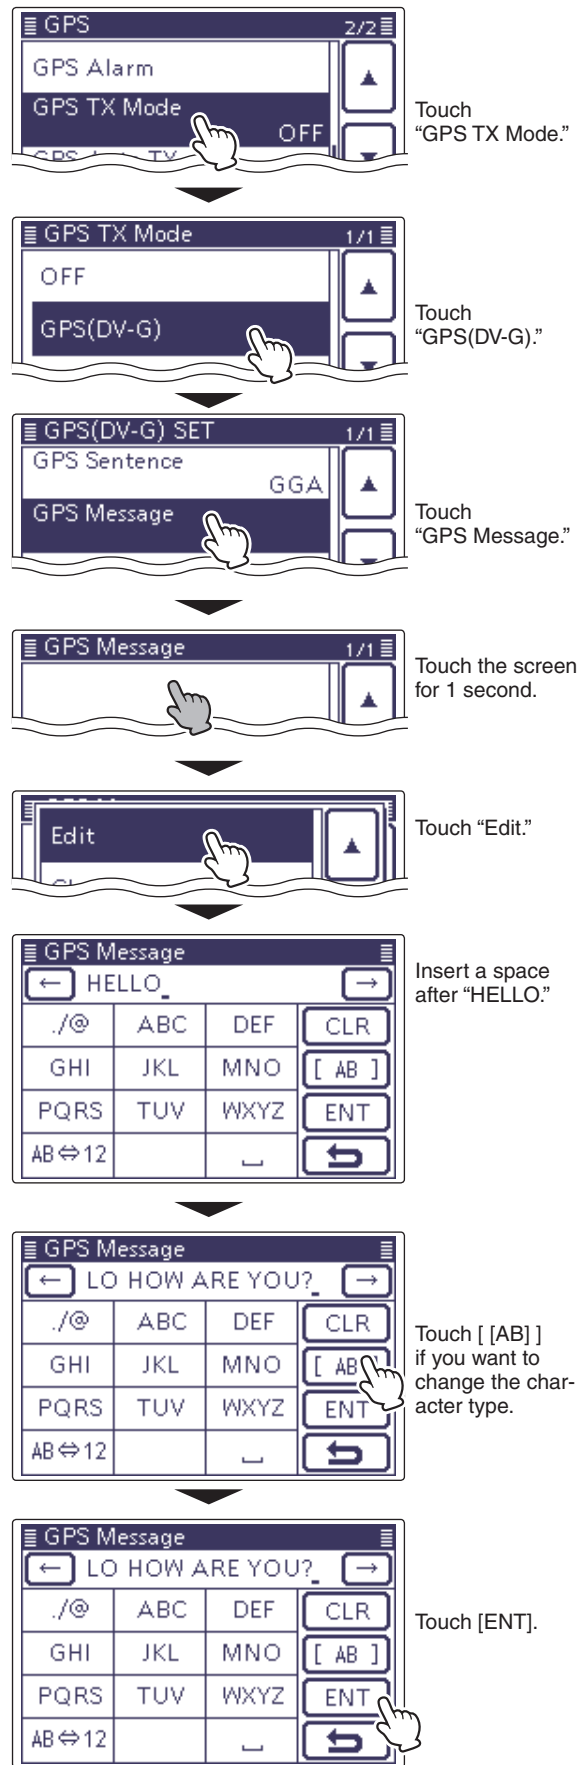 GPS 2/2
GPS Alarm
GPS TX Mode
OFF
Touch
“GPS TX Mode.”
GPS TX Mode 1/1
OFF
GPS(DV-G)
Touch
“GPS(DV-G).”
GPS(DV-G) SET 1/1
GPS Sentence
GGA
GPS Message
Touch
“GPS Message.”
GPS Message 1/1
Touch the screen
for 1 second.
Edit
Touch “Edit.”
GPS Message
← HELLO_ →
./@ ABC DEF CLR
GHI JKL MNO [ AB ]
PQRS TUV WXYZ ENT
AB⇔12 ⎵ ⮌
Insert a space
after “HELLO.”
GPS Message
← LO HOW ARE YOU?_ →
./@ ABC DEF CLR
GHI JKL MNO [ AB
PQRS TUV WXYZ ENT
AB⇔12 ⎵ ⮌
Touch [ [AB] ]
if you want to
change the char-
acter type.
GPS Message
← LO HOW ARE YOU?_ →
./@ ABC DEF CLR
GHI JKL MNO [ AB ]
PQRS TUV WXYZ ENT
AB⇔12 ⎵ ⮌
Touch [ENT].